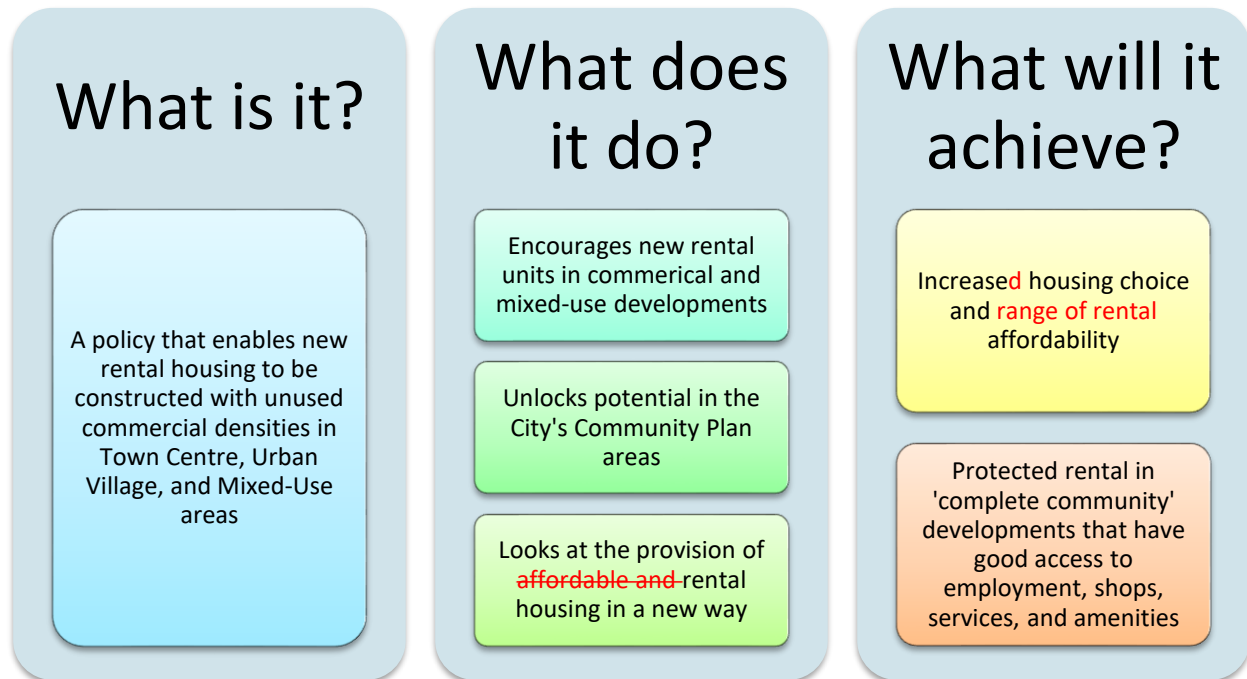 What is it?
A policy that enables new
rental housing to be
constructed with unused
commercial densities in
Town Centre, Urban
Village, and Mixed-Use
areas
What does
it do?
Encourages new rental
units in commerical and
mixed-use developments
Unlocks potential in the
City's Community Plan
areas
Looks at the provision of
affordable and rental
housing in a new way
What will it
achieve?
Increased housing choice
and range of rental
affordability
Protected rental in
'complete community'
developments that have
good access to
employment, shops,
services, and amenities